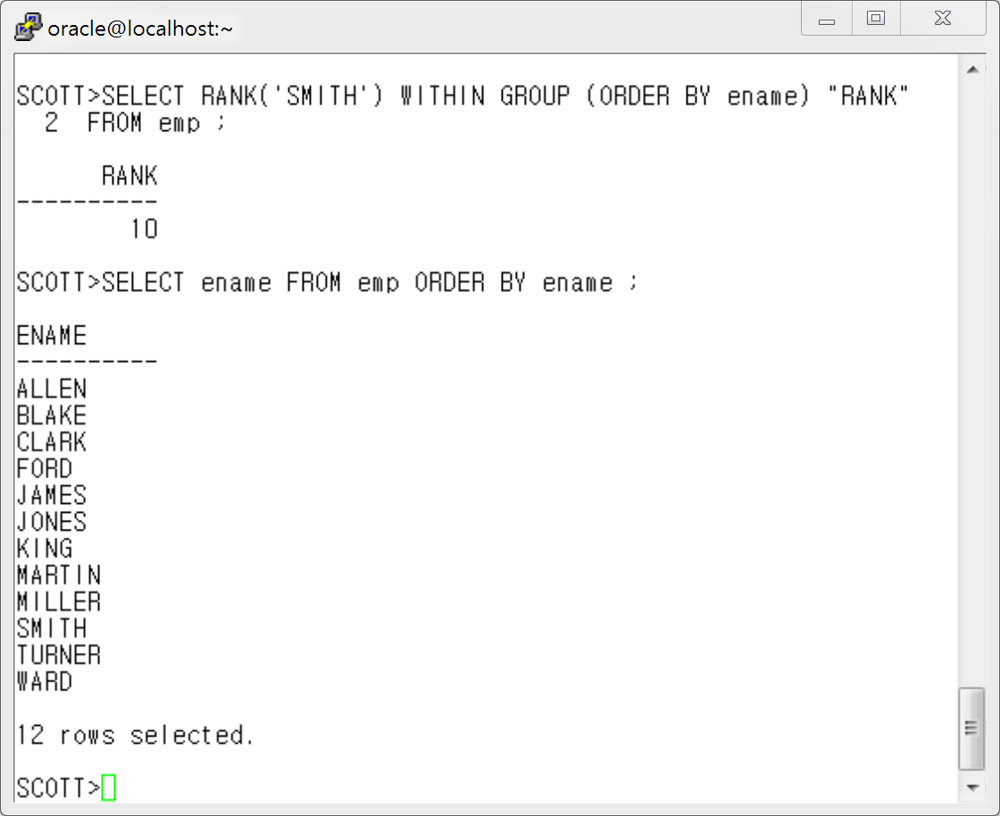 oracle@localhost:~
SCOTT>SELECT RANK('SMITH') WITHIN GROUP (ORDER BY ename) "RANK"
  2  FROM emp ;
      RANK
----------
        10
SCOTT>SELECT ename FROM emp ORDER BY ename ;
ENAME
----------
ALLEN
BLAKE
CLARK
FORD
JAMES
JONES
KING
MARTIN
MILLER
SMITH
TURNER
WARD
12 rows selected.
SCOTT>